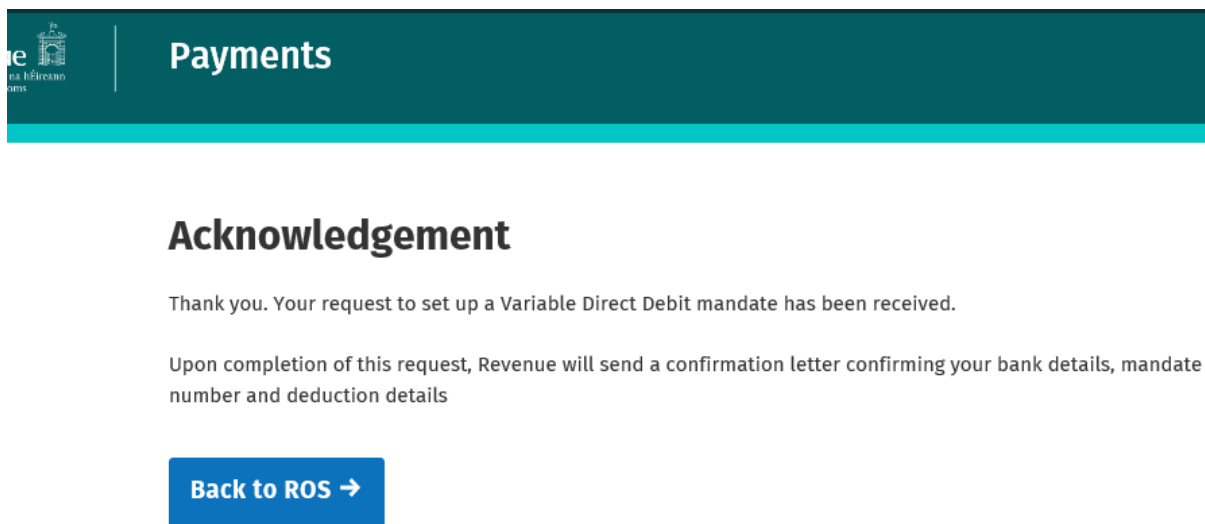 Payments
na hÉireann
Acknowledgement
Thank you. Your request to set up a Variable Direct Debit mandate has been received.
Upon completion of this request, Revenue will send a confirmation letter confirming your bank details, mandate
number and deduction details
Back to ROS →